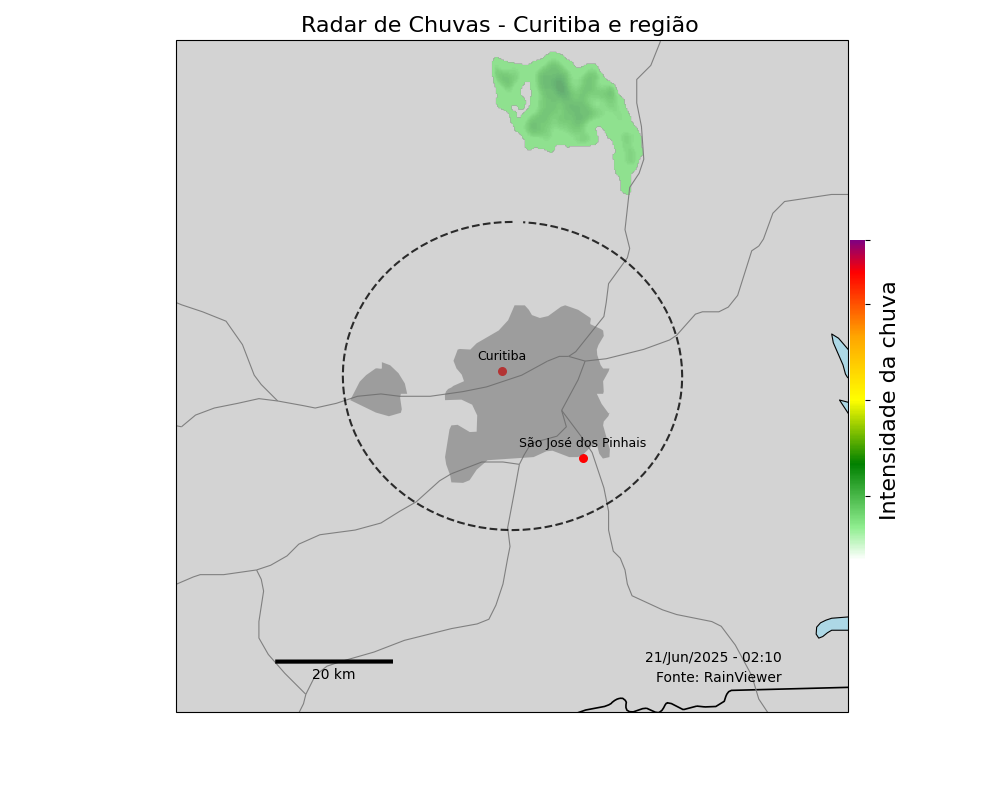 Radar de Chuvas - Curitiba e região
Curitiba
São José dos Pinhais
Intensidade da chuva
21/Jun/2025 - 02:10
20 km
Fonte: RainViewer